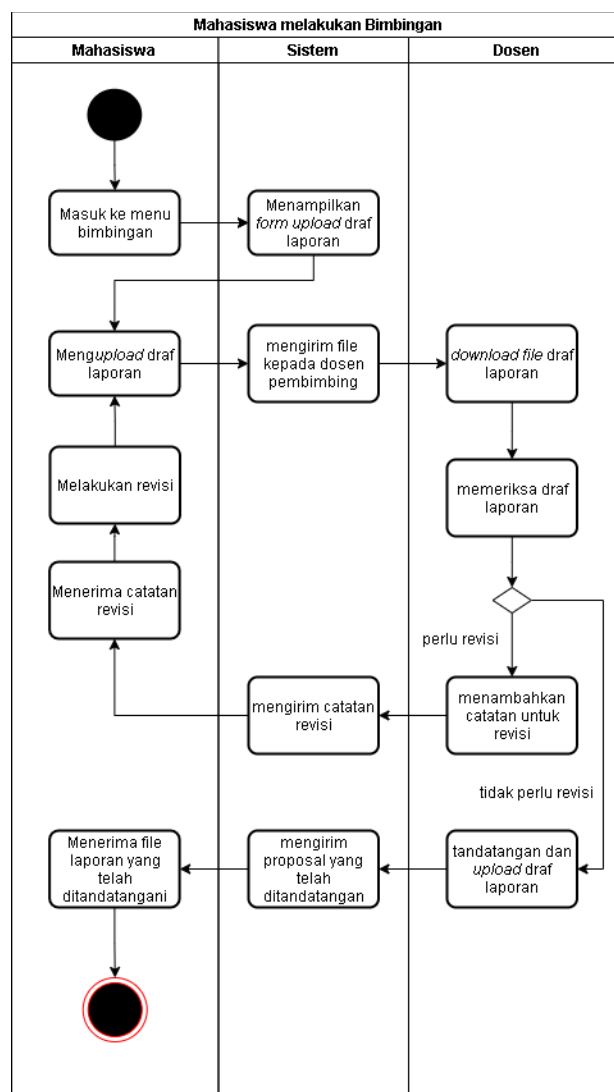 Mahasiswa melakukan Bimbingan
Mahasiswa
Sistem
Dosen
Masuk ke menu
bimbingan
Menampilkan
form upload draf
laporan
Mengupload draf
laporan
mengirim file
kepada dosen
pembimbing
download file draf
laporan
Melakukan revisi
memeriksa draf
laporan
Menerima catatan
revisi
perlu revisi
mengirim catatan
revisi
menambahkan
catatan untuk
revisi
tidak perlu revisi
Menerima file
laporan yang
telah
ditandatangani
mengirim
proposal yang
telah
ditandatangan
tandatangan dan
upload draf
laporan